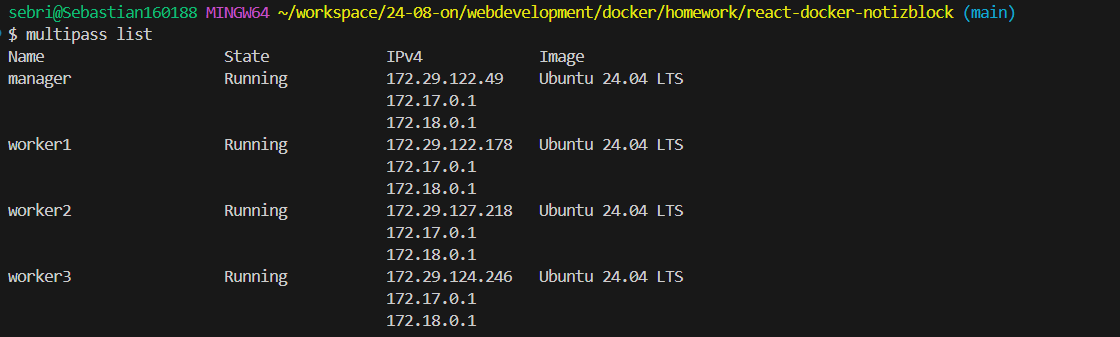 sebri@Sebastian160188 MINGW64 ~/workspace/24-08-on/webdevelopment/docker/homework/react-docker-notizblock (main)
$ multipass list
Name State IPv4 Image
manager Running 172.29.122.49 Ubuntu 24.04 LTS
172.17.0.1
172.18.0.1
worker1 Running 172.29.122.178 Ubuntu 24.04 LTS
172.17.0.1
172.18.0.1
worker2 Running 172.29.127.218 Ubuntu 24.04 LTS
172.17.0.1
172.18.0.1
worker3 Running 172.29.124.246 Ubuntu 24.04 LTS
172.17.0.1
172.18.0.1